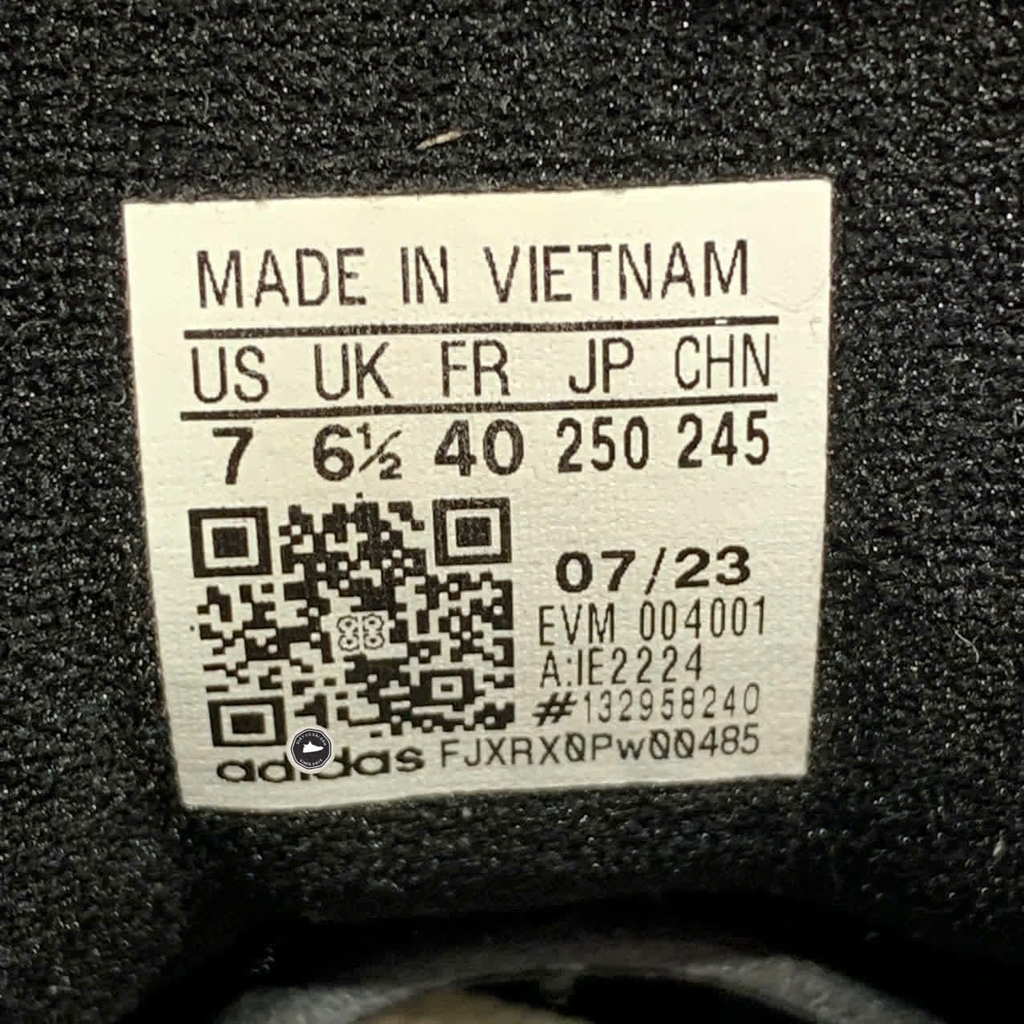 MADE IN VIETNAM
US UK FR JP CHN
7 6½ 40 250 245
07/23
EVM 004001
A:IE2224
#132958240
adidas FJXRX0Pw00485